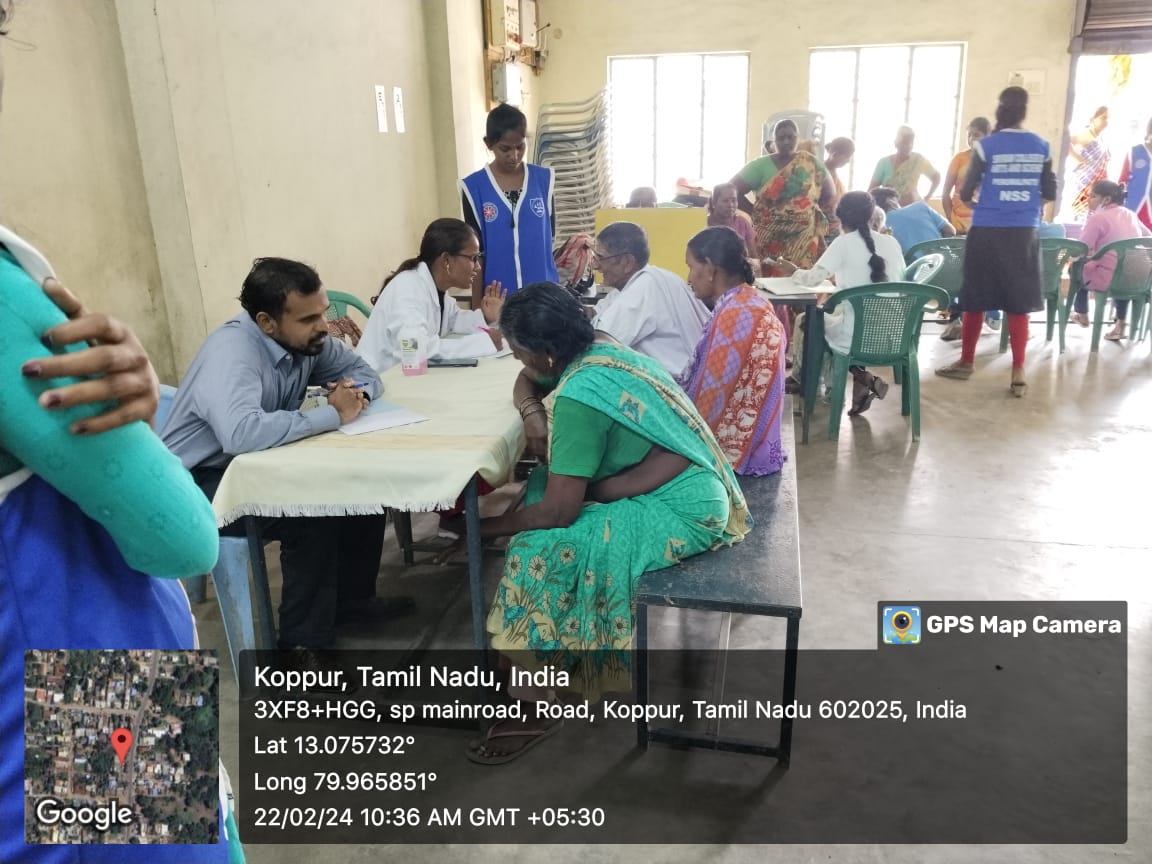 NSS
GPS Map Camera
Koppur, Tamil Nadu, India
3XF8+HGG, sp mainroad, Road, Koppur, Tamil Nadu 602025, India
Lat 13.075732°
Long 79.965851°
22/02/24 10:36 AM GMT +05:30
Google